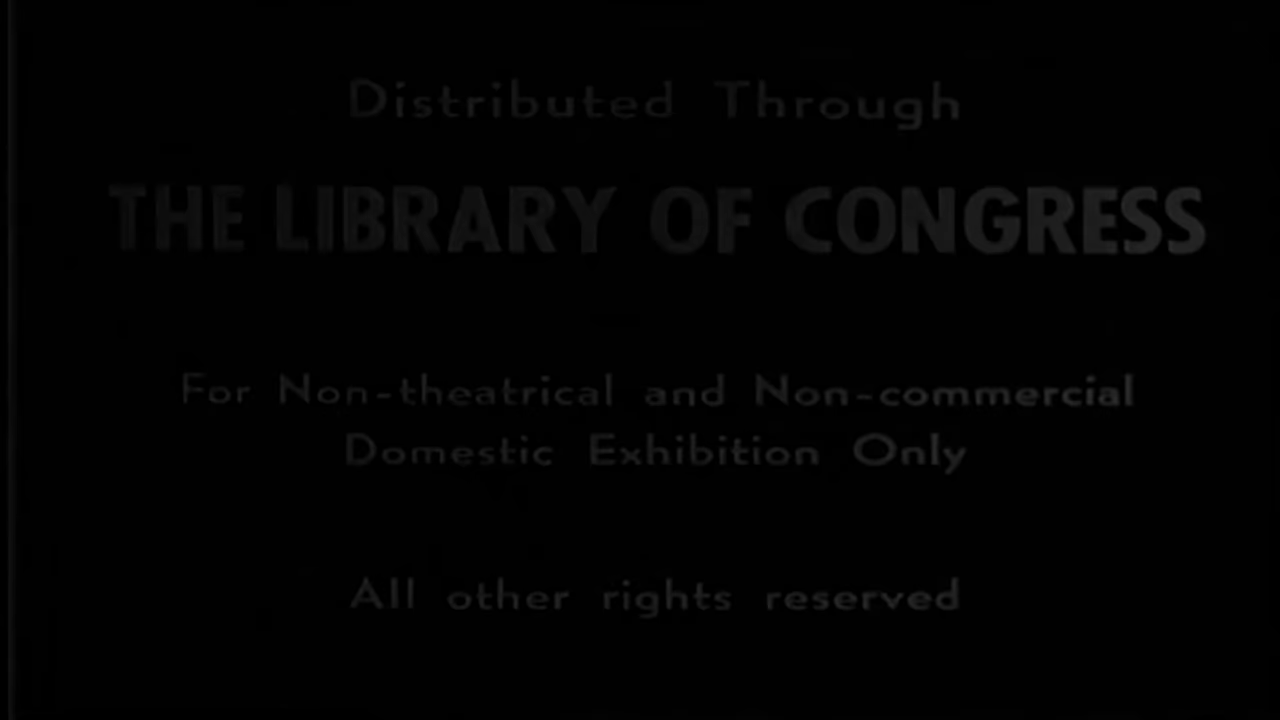 Distributed Through
THE LIBRARY OF CONGRESS
For Non-theatrical and Non-commercial
Domestic Exhibition Only
All other rights reserved